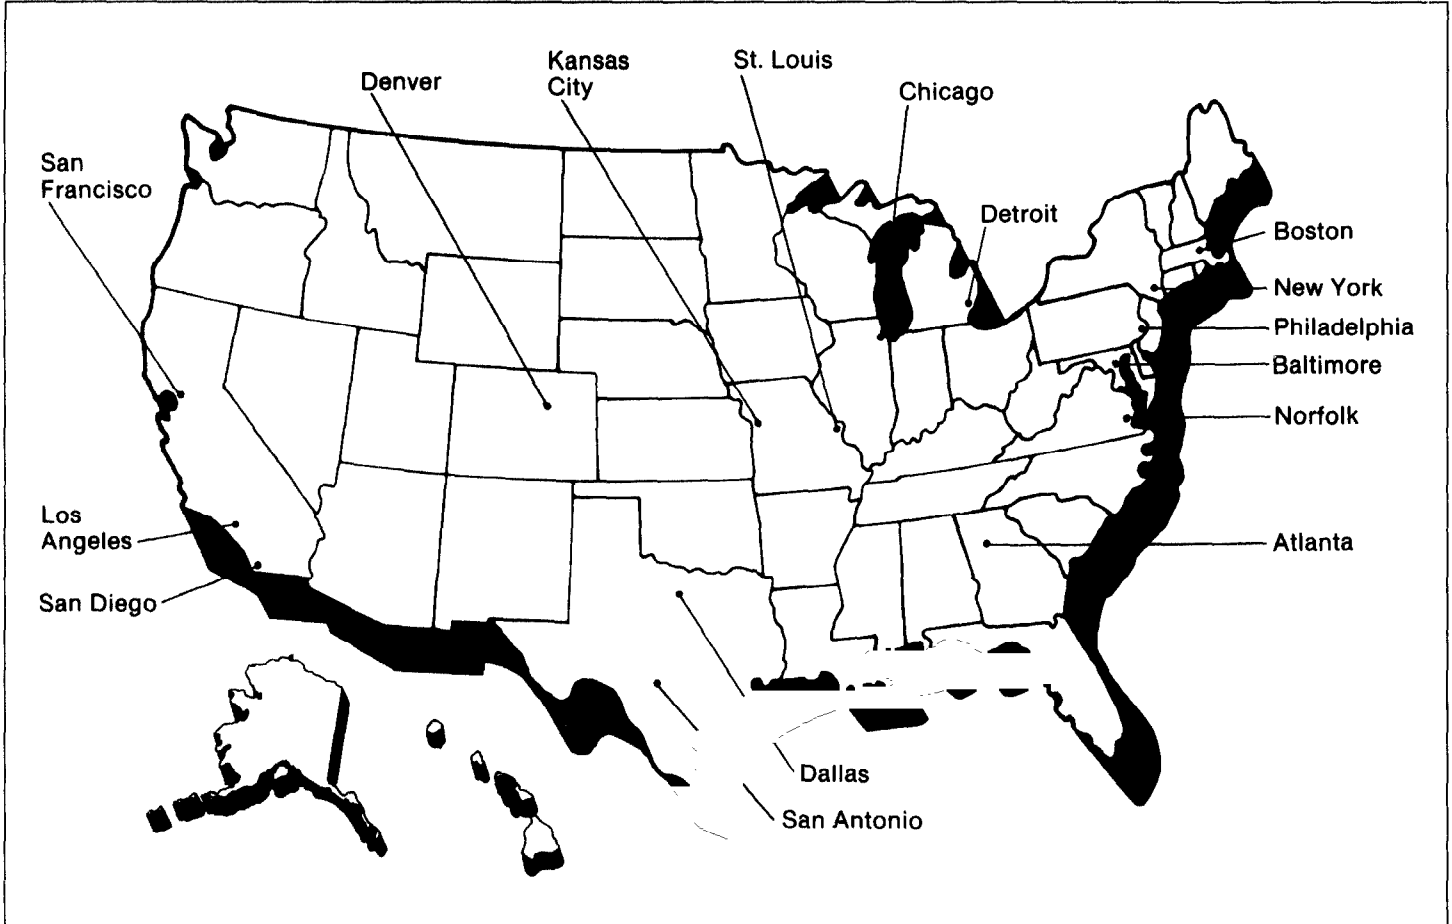 Kansas
City
St. Louis
Denver
Chicago
San
Francisco
Detroit
Boston
New York
Philadelphia
Baltimore
Norfolk
Los
Angeles
Atlanta
San Diego
Dallas
San Antonio